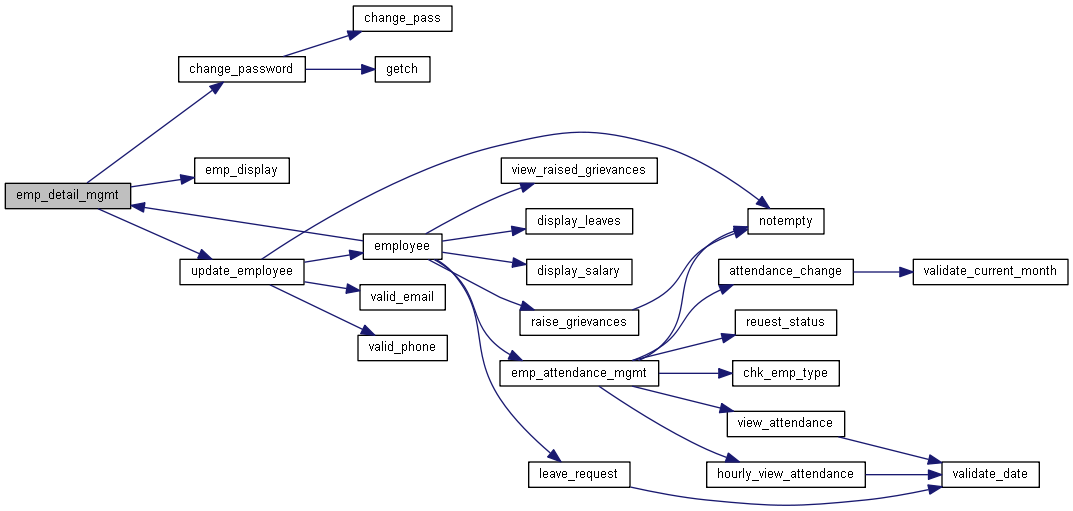 change_pass
change_password
getch
emp_display
view_raised_grievances
emp_detail_mgmt
display_leaves
notempty
employee
update_employee
display_salary
attendance_change
validate_current_month
valid_email
raise_grievances
reuest_status
valid_phone
emp_attendance_mgmt
chk_emp_type
view_attendance
leave_request
hourly_view_attendance
validate_date